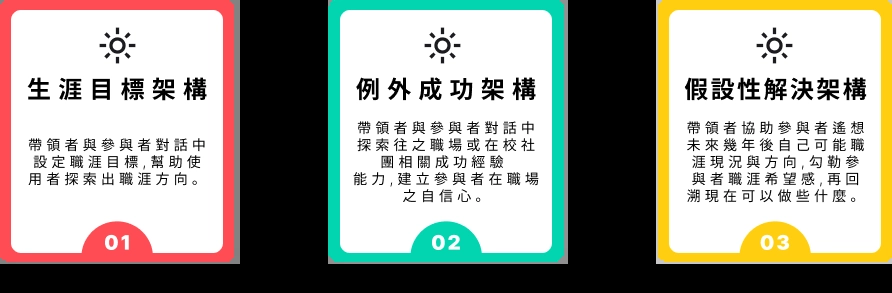 生涯目標架構
帶領者與參與者對話中
設定職涯目標,幫助使
用者探索出職涯方向。
01
例外成功架構
帶領者與參與者對話中
探索往之職場或在校社
團相關成功經驗
能力,建立參與者在職場
之自信心。
02
假設性解決架構
帶領者協助參與者遙想
未來幾年後自己可能職
涯現況與方向,勾勒參
與者職涯希望感,再回
溯現在可以做些什麼。
03